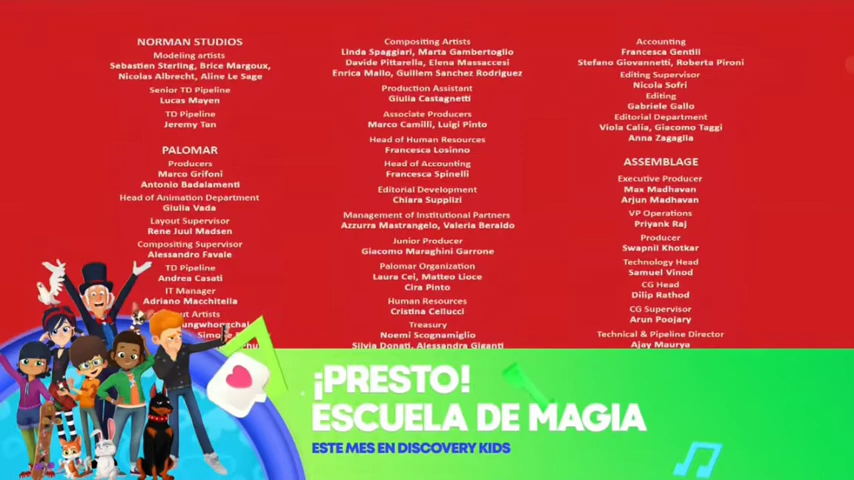 NORMAN STUDIOS
Modeling artists
Sebastien Sterling, Brice Margoux,
Nicolas Albrecht, Aline Le Sage
Senior TD Pipeline
Lucas Mayen
TD Pipeline
Jeremy Tan
PALOMAR
Producers
Marco Grifoni
Antonio Badalamenti
Head of Animation Department
Giulia Vada
Layout Supervisor
Rene Juul Madsen
Compositing Supervisor
Alessandro Favale
TD Pipeline
Andrea Casati
IT Manager
Adriano Macchitella
Artists
Compositing Artists
Linda Spaggiari, Marta Gambertoglio
Davide Pittarella, Elena Massaccesi
Enrica Mallo, Guillem Sanchez Rodriguez
Production Assistant
Giulia Castagnetti
Associate Producers
Marco Camilli, Luigi Pinto
Head of Human Resources
Francesca Losinno
Head of Accounting
Francesca Spinelli
Editorial Development
Chiara Supplizi
Management of Institutional Partners
Azzurra Mastrangelo, Valeria Beraldo
Junior Producer
Giacomo Maraghini Garrone
Palomar Organization
Laura Cei, Matteo Lioce
Cira Pinto
Human Resources
Cristina Cellucci
Treasury
Noemi Scognamiglio
Silvia Donati, Alessandra Giganti
Accounting
Francesca Gentili
Stefano Giovannetti, Roberta Pironi
Editing Supervisor
Nicola Sofri
Editing
Gabriele Gallo
Editorial Department
Viola Calia, Giacomo Taggi
Anna Zagaglia
ASSEMBLAGE
Executive Producer
Max Madhavan
Arjun Madhavan
VP Operations
Priyank Raj
Producer
Swapnil Khotkar
Technology Head
Samuel Vinod
CG Head
Dilip Rathod
CG Supervisor
Arun Poojary
Technical & Pipeline Director
Ajay Maurya
¡PRESTO!
ESCUELA DE MAGIA
ESTE MES EN DISCOVERY KIDS